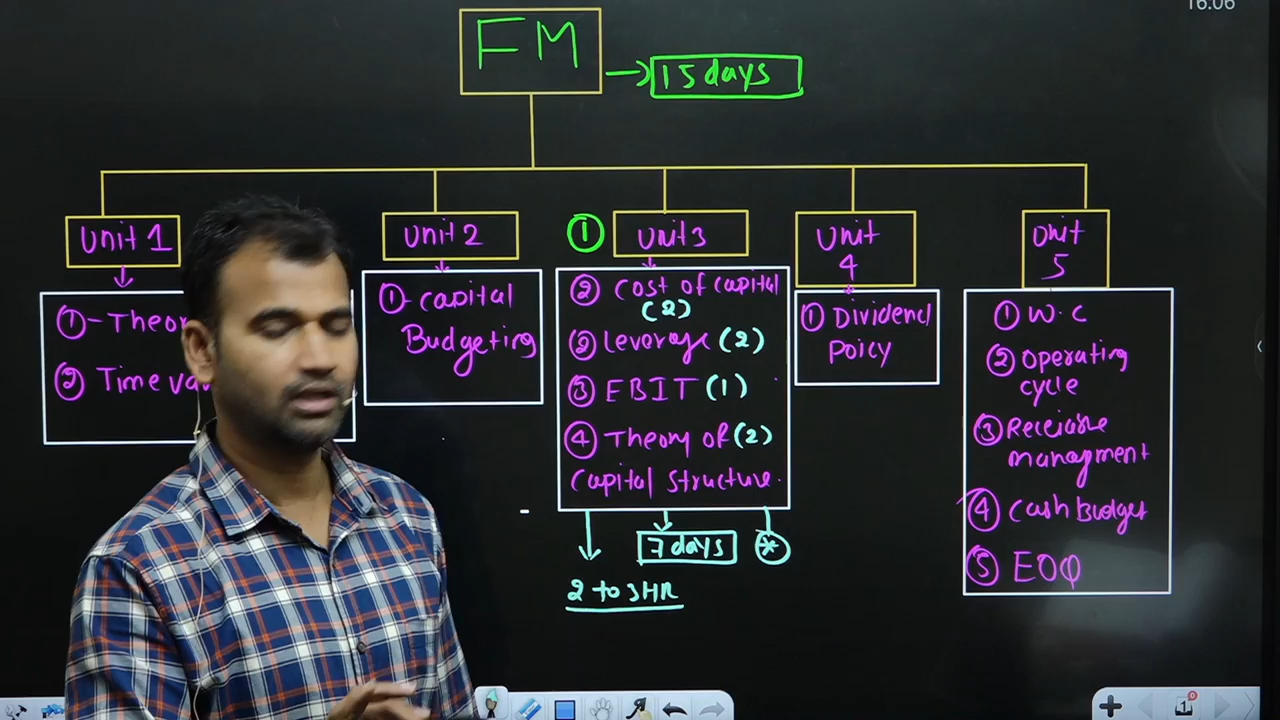 16:06
FM
15 days
Unit 1
①-Theor
② Time va
Unit 2
①-Capital
Budgeting
①
Unit 3
② Cost of capital
(2)
② Leverage (2)
③ EBIT (1)
④ Theory of (2)
Capital Structure.
7 days
*
2 to 3HR
Unit
4
① Dividend
Poicy
Unit
5
① W.C
② Operating
cycle
③
managment
④ Cash Budget
⑤ EOQ
1
0